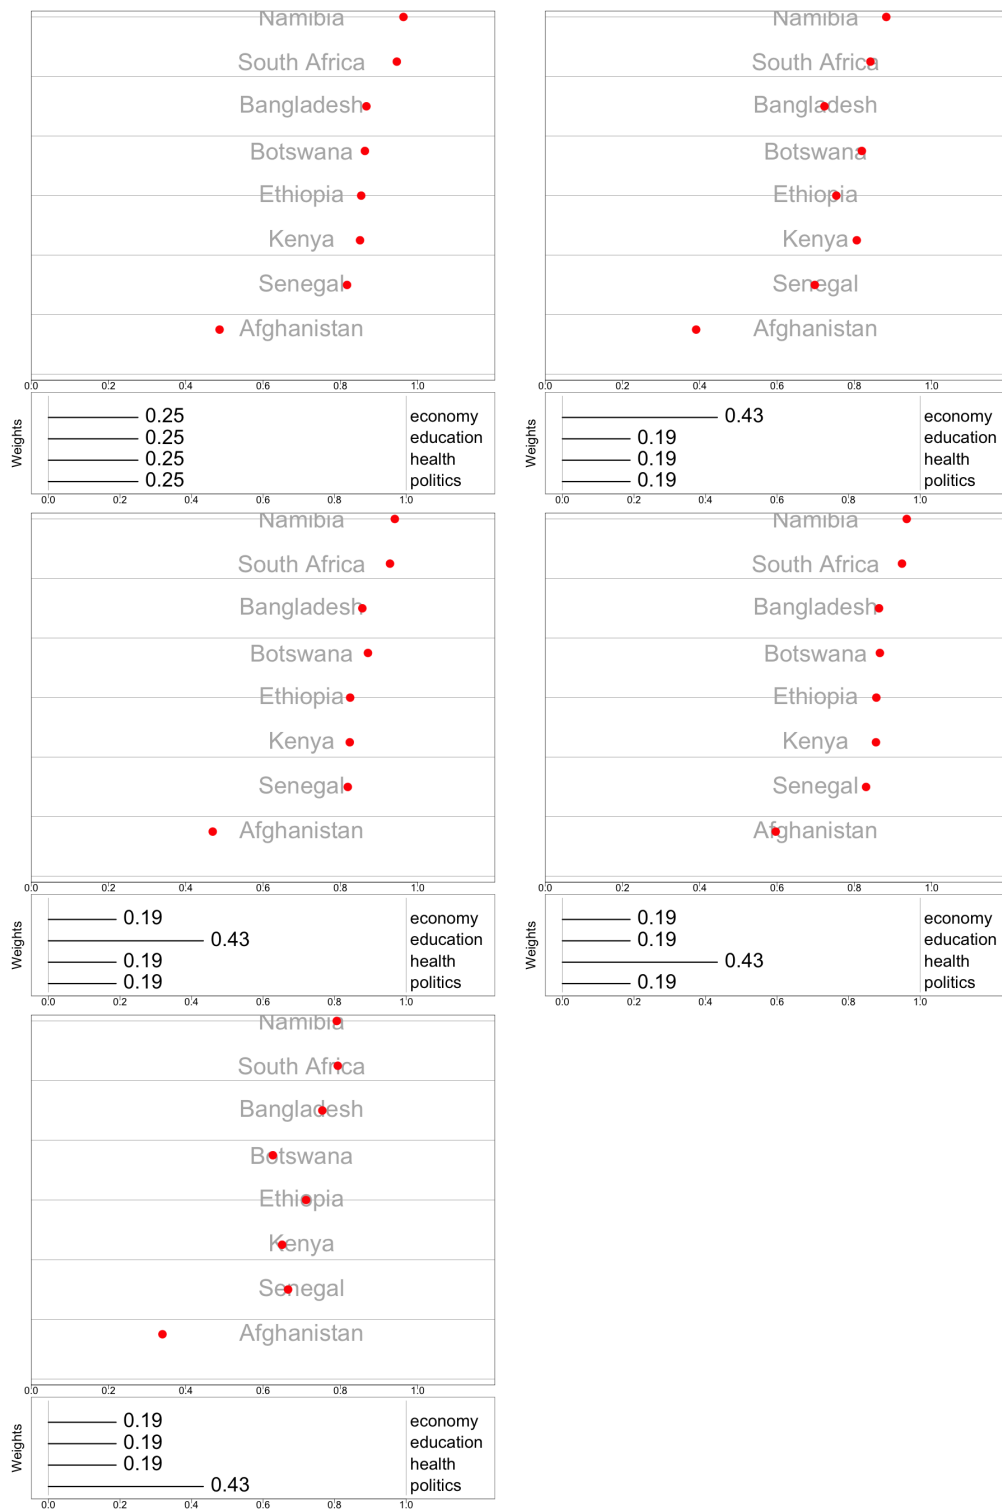 Namibia
South Africa
Bangladesh
Botswana
Ethiopia
Kenya
Senegal
Afghanistan
0.0 0.2 0.4 0.6 0.8 1.0
Weights
0.25 economy
0.25 education
0.25 health
0.25 politics
0.0 0.2 0.4 0.6 0.8 1.0
Namibia
South Africa
Bangladesh
Botswana
Ethiopia
Kenya
Senegal
Afghanistan
0.0 0.2 0.4 0.6 0.8 1.0
Weights
0.43 economy
0.19 education
0.19 health
0.19 politics
0.0 0.2 0.4 0.6 0.8 1.0
Namibia
South Africa
Bangladesh
Botswana
Ethiopia
Kenya
Senegal
Afghanistan
0.0 0.2 0.4 0.6 0.8 1.0
Weights
0.19 economy
0.43 education
0.19 health
0.19 politics
0.0 0.2 0.4 0.6 0.8 1.0
Namibia
South Africa
Bangladesh
Botswana
Ethiopia
Kenya
Senegal
Afghanistan
0.0 0.2 0.4 0.6 0.8 1.0
Weights
0.19 economy
0.19 education
0.43 health
0.19 politics
0.0 0.2 0.4 0.6 0.8 1.0
Namibia
South Africa
Bangladesh
Botswana
Ethiopia
Kenya
Senegal
Afghanistan
0.0 0.2 0.4 0.6 0.8 1.0
Weights
0.19 economy
0.19 education
0.19 health
0.43 politics
0.0 0.2 0.4 0.6 0.8 1.0